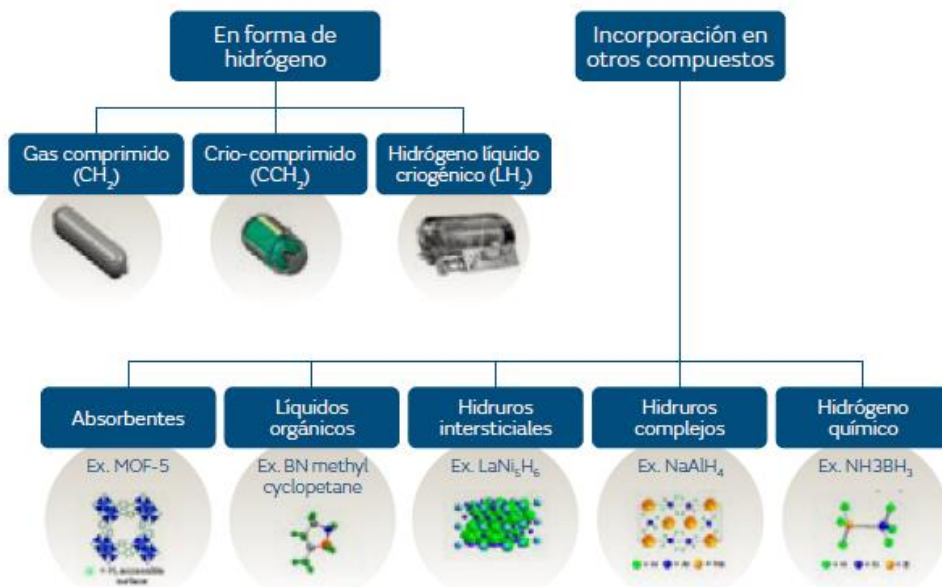 En forma de
hidrógeno
Incorporación en
otros compuestos
Gas comprimido
(CH₂)
Crio-comprimido
(CCH₂)
Hidrógeno líquido
criogénico (LH₂)
Absorbentes
Líquidos
orgánicos
Hidruros
intersticiales
Hidruros
complejos
Hidrógeno
químico
Ex. MOF-5
Ex. BN methyl
cyclopetane
Ex. LaNi₅H₆
Ex. NaAlH₄
Ex. NH3BH₃
accessible
surface